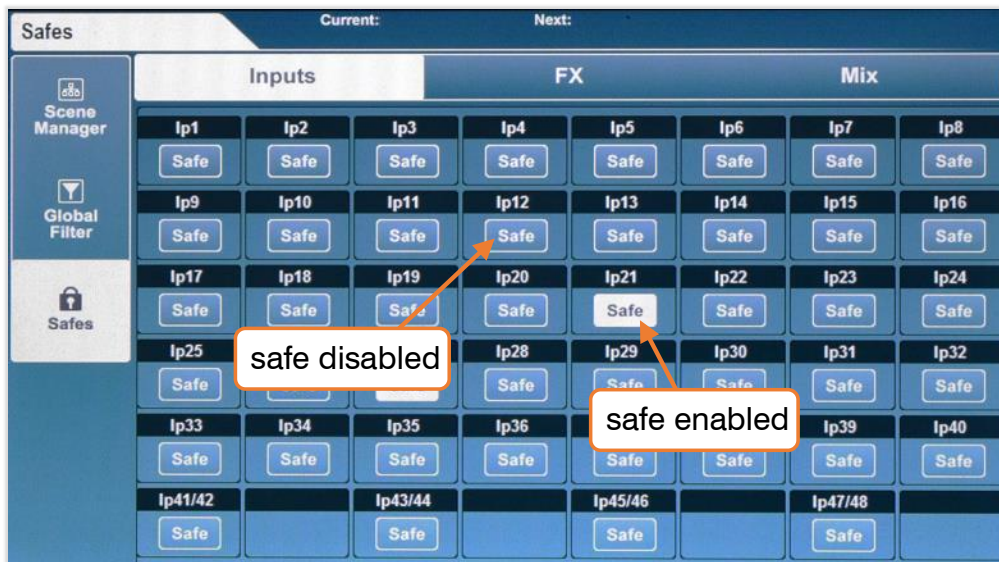 Safes
Current: Next:
Inputs FX Mix
Scene
Manager
Global
Filter
Safes
Ip1 Ip2 Ip3 Ip4 Ip5 Ip6 Ip7 Ip8
Safe Safe Safe Safe Safe Safe Safe Safe
Ip9 Ip10 Ip11 Ip12 Ip13 Ip14 Ip15 Ip16
Safe Safe Safe Safe Safe Safe Safe Safe
Ip17 Ip18 Ip19 Ip20 Ip21 Ip22 Ip23 Ip24
Safe Safe Safe Safe Safe Safe Safe Safe
safe disabled
Ip25 Ip28 Ip29 Ip30 Ip31 Ip32
Safe Safe Safe Safe Safe Safe
safe enabled
Ip33 Ip34 Ip35 Ip36 Ip39 Ip40
Safe Safe Safe Safe Safe Safe Safe Safe
Ip41/42 Ip43/44 Ip45/46 Ip47/48
Safe Safe Safe Safe